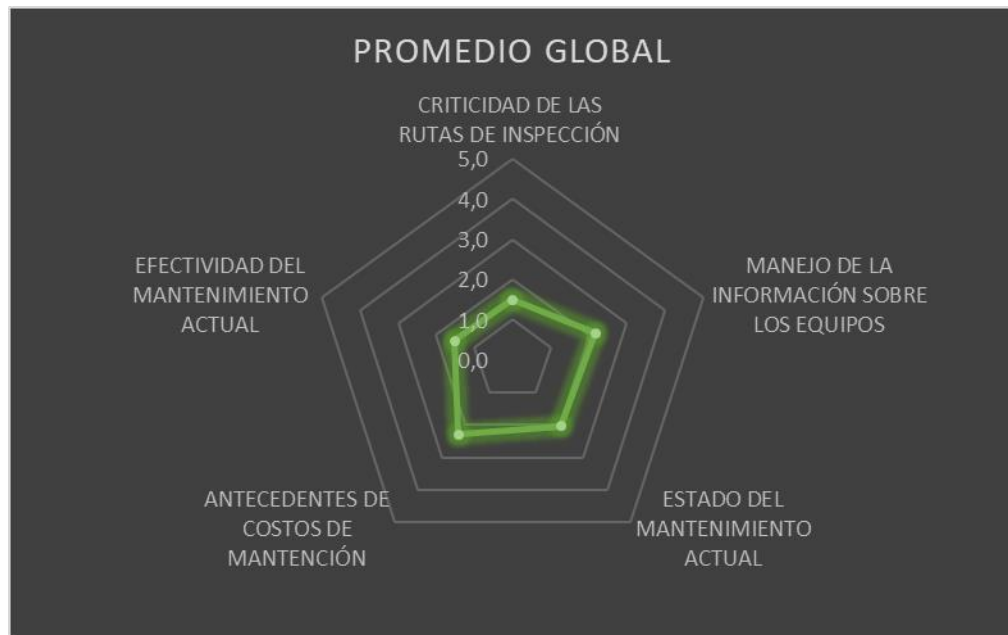 PROMEDIO GLOBAL
CRITICIDAD DE LAS
RUTAS DE INSPECCIÓN
5,0
4,0
3,0
2,0
1,0
0,0
MANEJO DE LA
INFORMACIÓN SOBRE
LOS EQUIPOS
ESTADO DEL
MANTENIMIENTO
ACTUAL
ANTECEDENTES DE
COSTOS DE
MANTENCIÓN
EFECTIVIDAD DEL
MANTENIMIENTO
ACTUAL